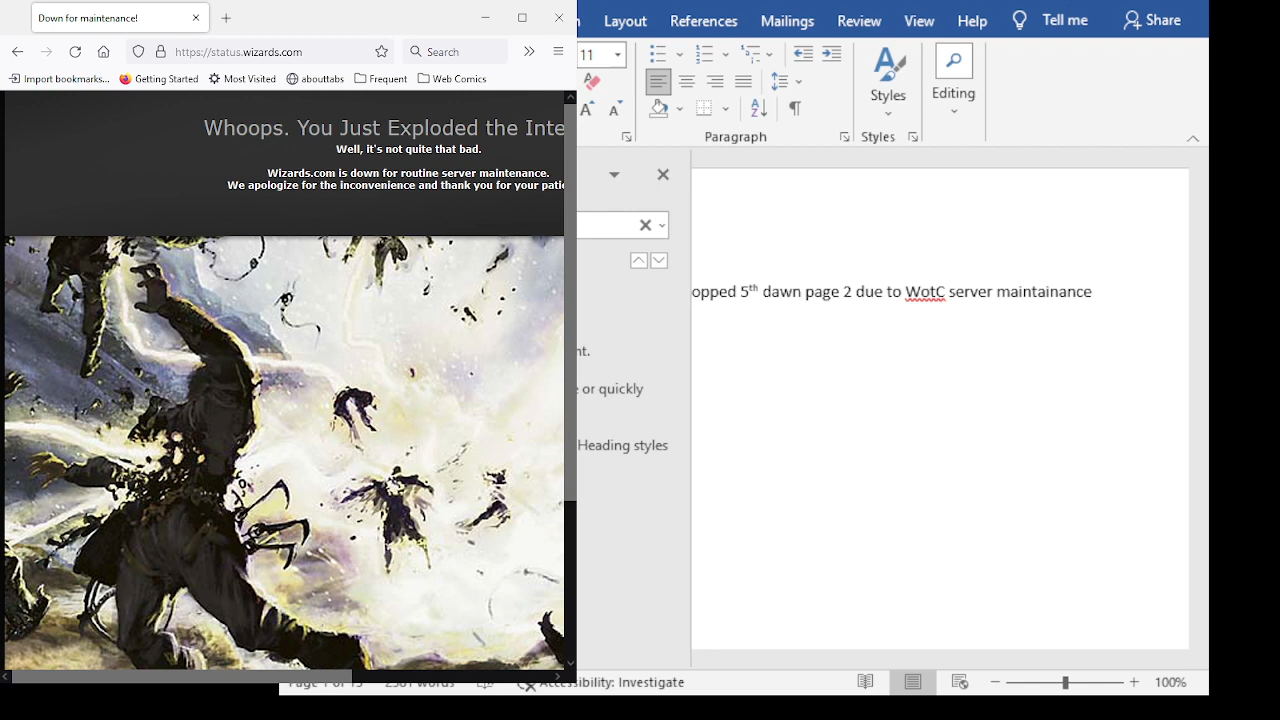 Down for maintenance!
https://status.wizards.com
Search
Import bookmarks...
Getting Started
Most Visited
abouttabs
Frequent
Web Comics
Whoops. You Just Exploded the Inte
Well, it's not quite that bad.
Wizards.com is down for routine server maintenance.
We apologize for the inconvenience and thank you for your patie
Layout
References
Mailings
Review
View
Help
Tell me
Share
11
Styles
Editing
Paragraph
Styles
nt.
e or quickly
Heading styles
opped 5th dawn page 2 due to WotC server maintainance
Accessibility: Investigate
100%